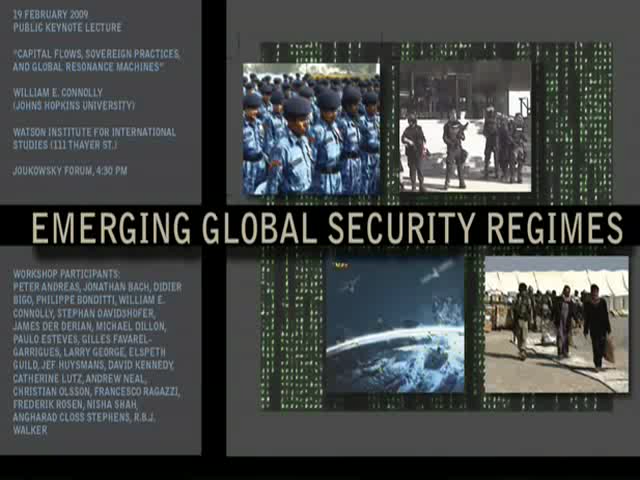 19 FEBRUARY 2009
PUBLIC KEYNOTE LECTURE
"CAPITAL FLOWS, SOVEREIGN PRACTICES,
AND GLOBAL RESONANCE MACHINES"
WILLIAM E. CONNOLLY
(JOHNS HOPKINS UNIVERSITY)
WATSON INSTITUTE FOR INTERNATIONAL
STUDIES (111 THAYER ST.)
JOUKOWSKY FORUM, 4:30 PM
EMERGING GLOBAL SECURITY REGIMES
WORKSHOP PARTICIPANTS:
PETER ANDREAS, JONATHAN BACH, DIDIER
BIGO, PHILIPPE BONDITTI, WILLIAM E.
CONNOLLY, STEPHAN DAVIDSHOFER,
JAMES DER DERIAN, MICHAEL DILLON,
PAULO ESTEVES, GILLES FAVAREL-
GARRIGUES, LARRY GEORGE, ELSPETH
GUILD, JEF HUYSMANS, DAVID KENNEDY,
CATHERINE LUTZ, ANDREW NEAL,
CHRISTIAN OLSSON, FRANCESCO RAGAZZI,
FREDERIK ROSEN, NISHA SHAH,
ANGHARAD CLOSS STEPHENS, R.B.J.
WALKER